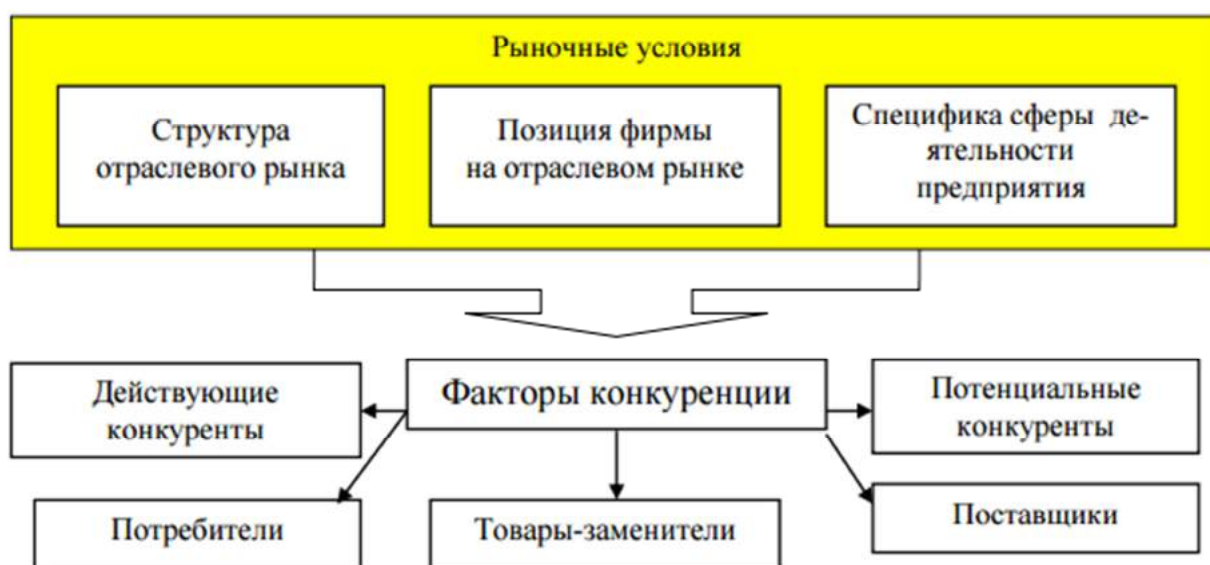 Рыночные условия
Структура
отраслевого рынка
Позиция фирмы
на отраслевом рынке
Специфика сферы де-
ятельности
предприятия
Факторы конкуренции
Действующие
конкуренты
Потенциальные
конкуренты
Потребители
Товары-заменители
Поставщики